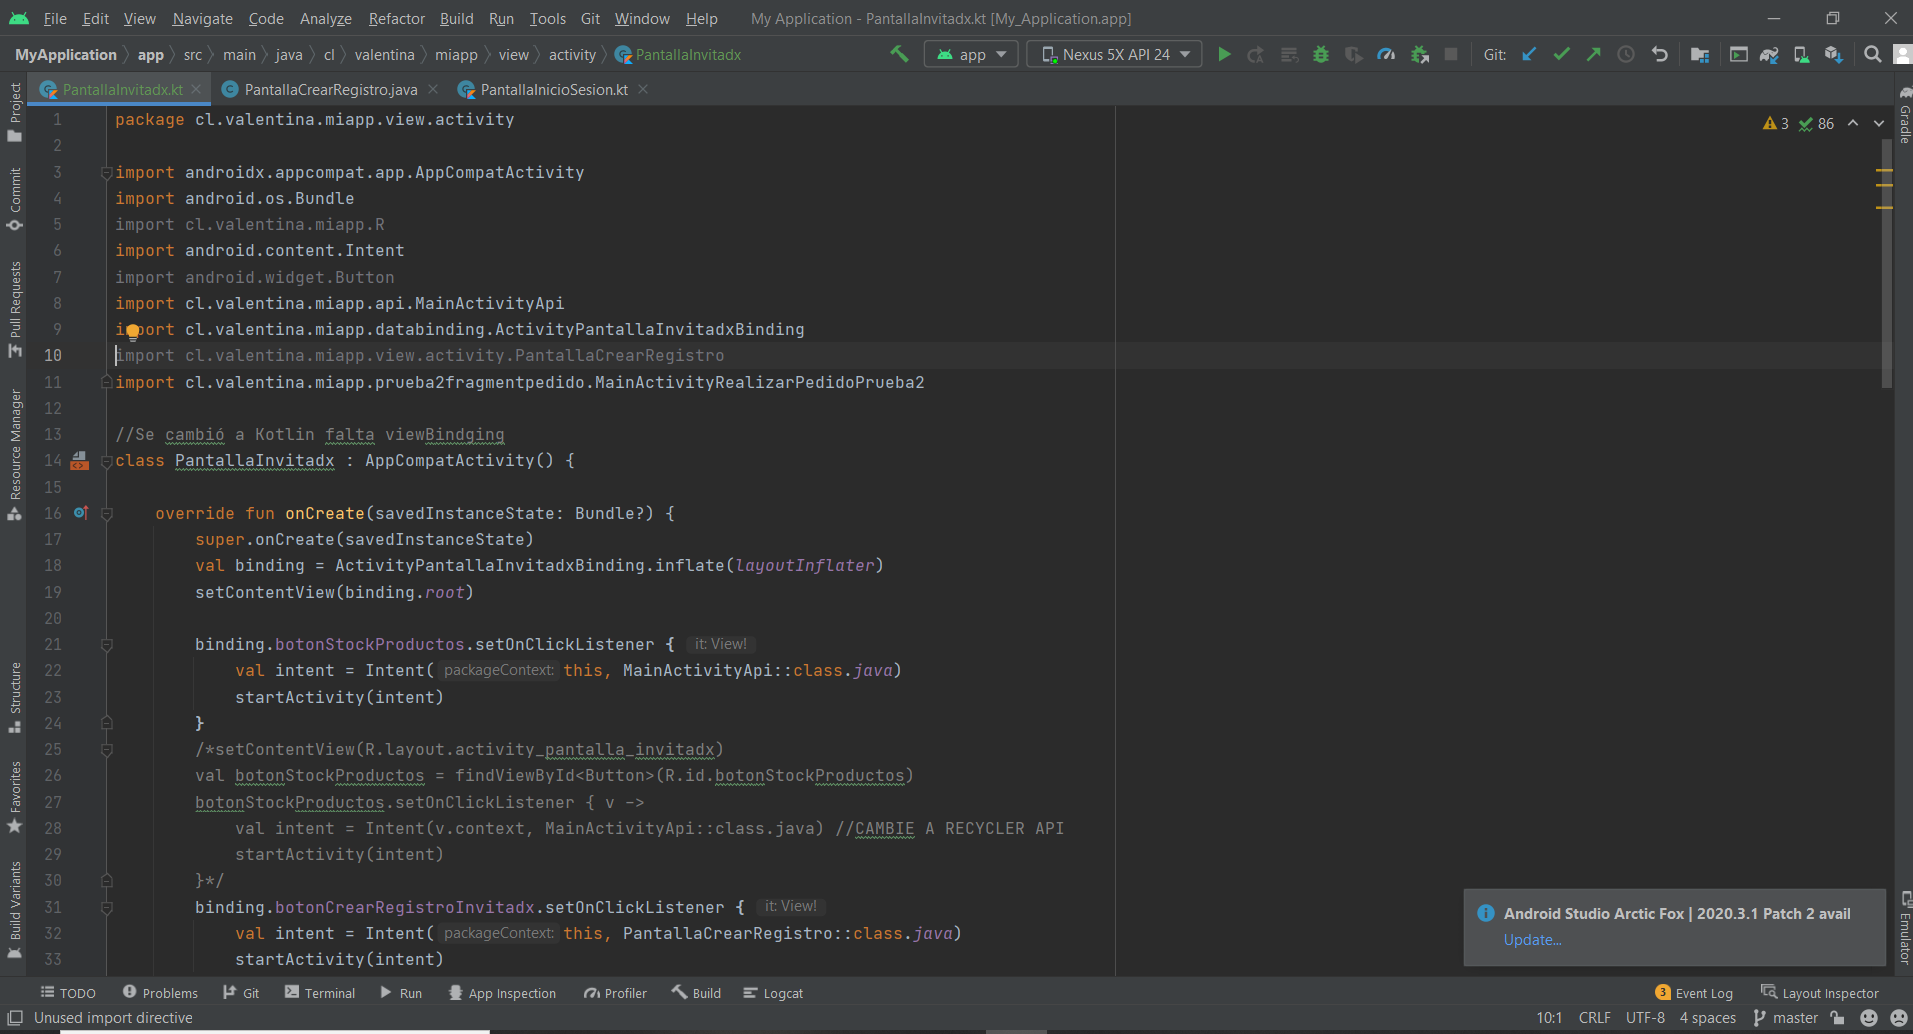 File Edit View Navigate Code Analyze Refactor Build Run Tools Git Window Help My Application - PantallaInvitadx.kt [My_Application.app]
MyApplication app src main java cl valentina miapp view activity PantallaInvitadx app Nexus 5X API 24 Git:
PantallaInvitadx.kt PantallaCrearRegistro.java PantallaInicioSesion.kt
Project
Commit
Pull Requests
Resource Manager
Structure
Favorites
Build Variants
1 package cl.valentina.miapp.view.activity
3 86
2
3 import androidx.appcompat.app.AppCompatActivity
4 import android.os.Bundle
5 import cl.valentina.miapp.R
6 import android.content.Intent
7 import android.widget.Button
8 import cl.valentina.miapp.api.MainActivityApi
9 import cl.valentina.miapp.databinding.ActivityPantallaInvitadxBinding
10 import cl.valentina.miapp.view.activity.PantallaCrearRegistro
11 import cl.valentina.miapp.prueba2fragmentpedido.MainActivityRealizarPedidoPrueba2
12
13 //Se cambió a Kotlin falta viewBindging
14 class PantallaInvitadx : AppCompatActivity() {
15
16 override fun onCreate(savedInstanceState: Bundle?) {
17 super.onCreate(savedInstanceState)
18 val binding = ActivityPantallaInvitadxBinding.inflate(layoutInflater)
19 setContentView(binding.root)
20
21 binding.botonStockProductos.setOnClickListener { it: View!
22 val intent = Intent( packageContext: this, MainActivityApi::class.java)
23 startActivity(intent)
24 }
25 /*setContentView(R.layout.activity_pantalla_invitadx)
26 val botonStockProductos = findViewById<Button>(R.id.botonStockProductos)
27 botonStockProductos.setOnClickListener { v ->
28 val intent = Intent(v.context, MainActivityApi::class.java) //CAMBIE A RECYCLER API
29 startActivity(intent)
30 }*/
31 binding.botonCrearRegistroInvitadx.setOnClickListener { it: View!
32 val intent = Intent( packageContext: this, PantallaCrearRegistro::class.java)
33 startActivity(intent)
Gradle
Emulator
Android Studio Arctic Fox | 2020.3.1 Patch 2 avail
Update...
TODO Problems Git Terminal Run App Inspection Profiler Build Logcat 3 Event Log Layout Inspector
Unused import directive 10:1 CRLF UTF-8 4 spaces master